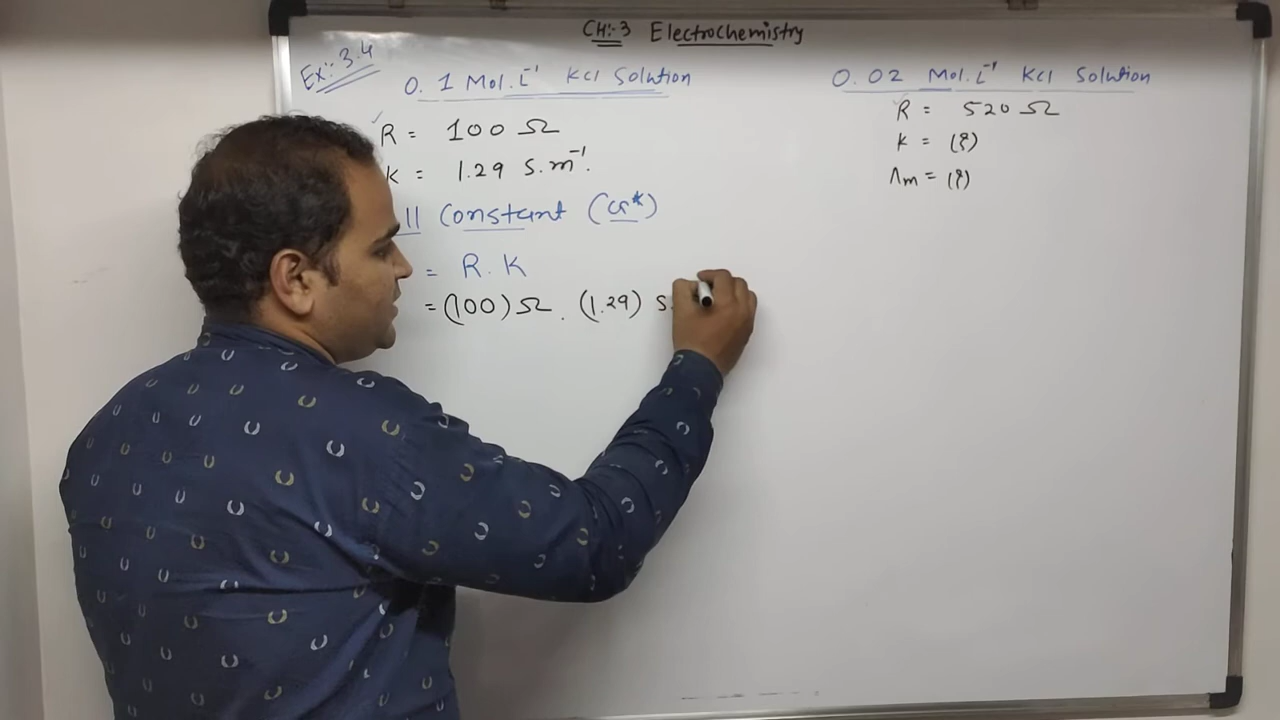 CH:-3 Electrochemistry
Ex:- 3.4
0.1 Mol.L⁻¹ KCl Solution
R = 100 Ω
K = 1.29 S.m⁻¹.
ll Constant (G*)
= R.K
= (100) Ω . (1.29) S.
0.02 Mol.L⁻¹ KCl Solution
R = 520 Ω
K = (?)
Λm = (?)